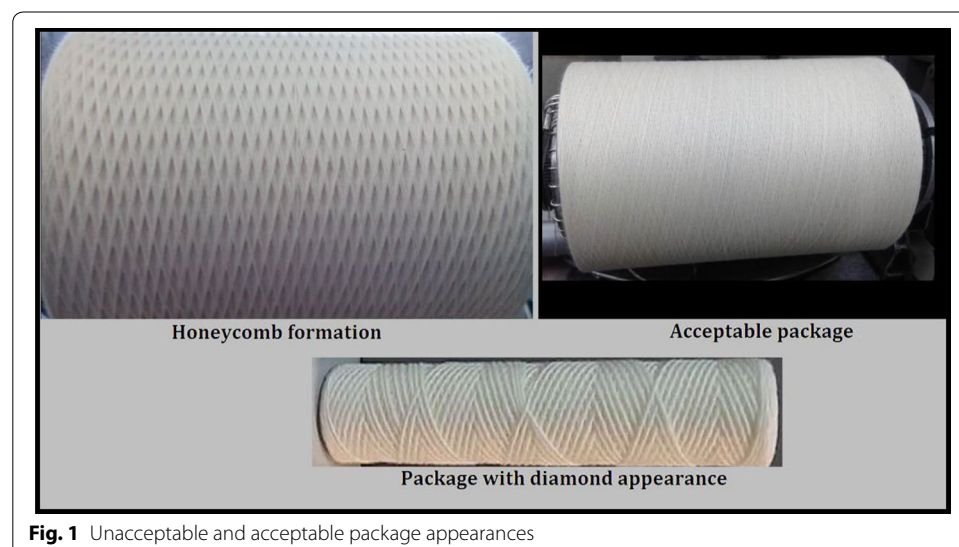 Honeycomb formation
Acceptable package
Package with diamond appearance
Fig. 1 Unacceptable and acceptable package appearances